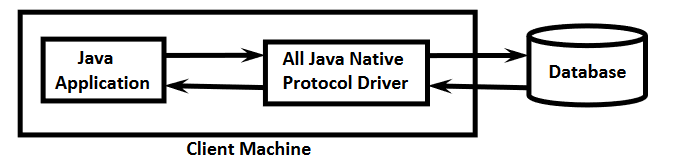 Java
Application
All Java Native
Protocol Driver
Database
Client Machine